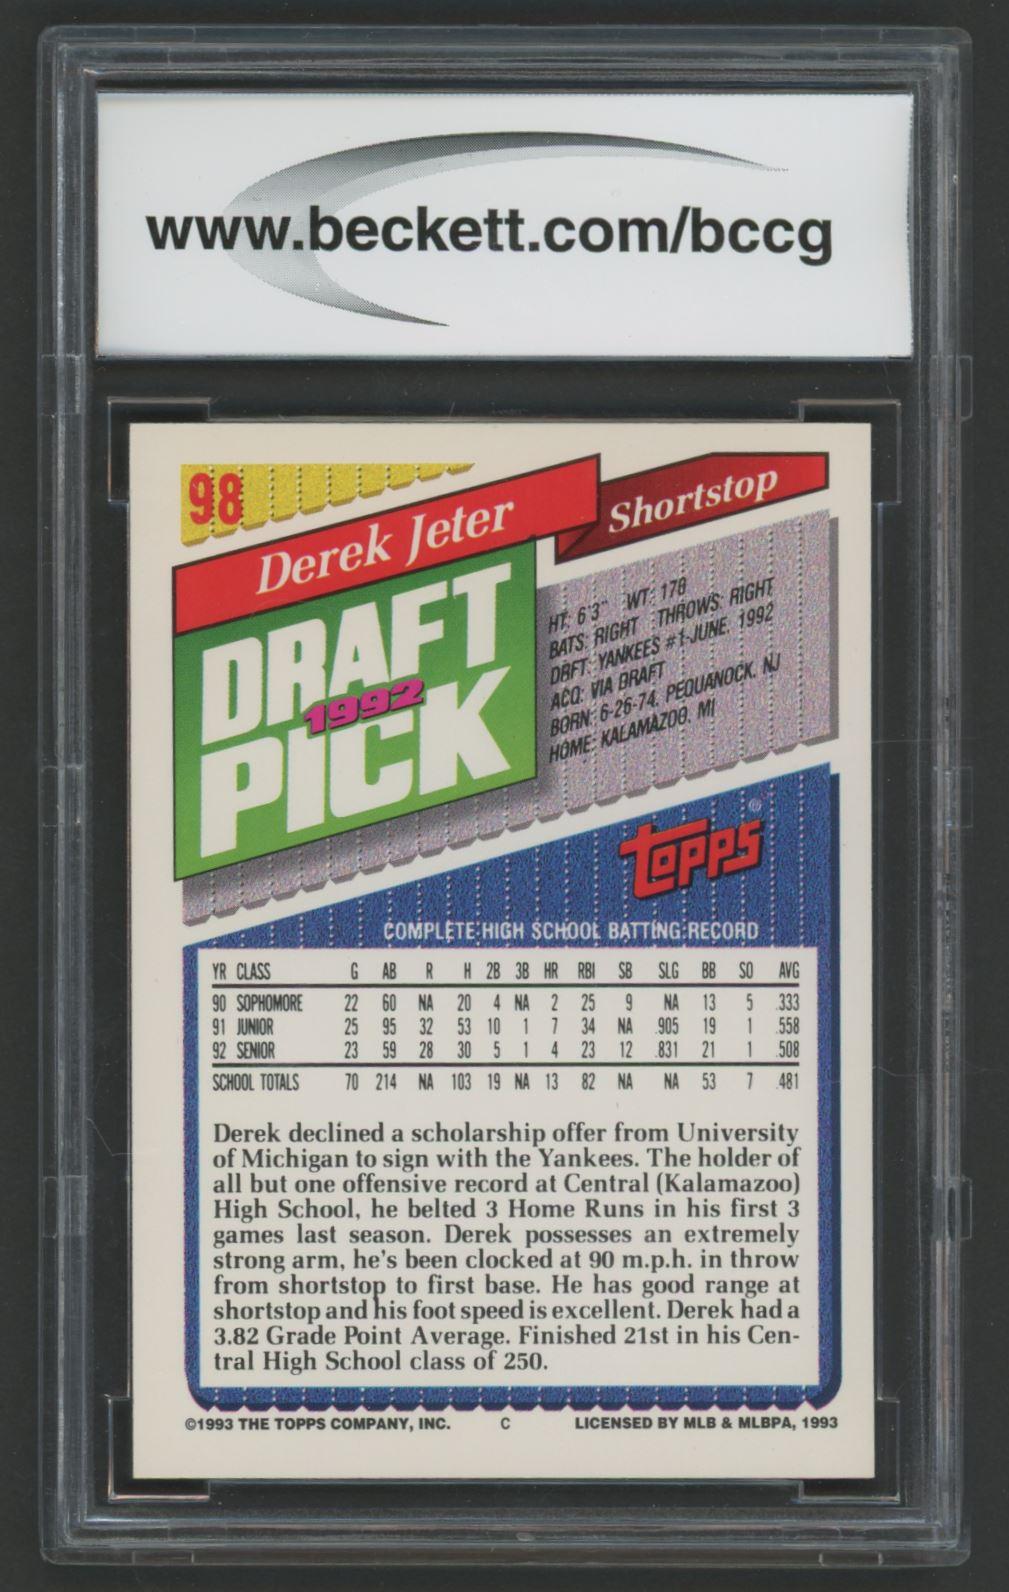 www.beckett.com/bccg
98
Derek Jeter
Shortstop
DRAFT
1992
PICK
HT: 6'3" WT: 178
BATS: RIGHT THROWS: RIGHT
DRFT: YANKEES #1-JUNE, 1992
ACQ: VIA DRAFT
BORN: 6-26-74, PEQUANOCK, NJ
HOME: KALAMAZOO, MI
Topps®
COMPLETE HIGH SCHOOL BATTING RECORD
YR CLASS G AB R H 2B 3B HR RBI SB SLG BB SO AVG
90 SOPHOMORE 22 60 NA 20 4 NA 2 25 9 NA 13 5 .333
91 JUNIOR 25 95 32 53 10 1 7 34 NA .905 19 1 .558
92 SENIOR 23 59 28 30 5 1 4 23 12 .831 21 1 .508
SCHOOL TOTALS 70 214 NA 103 19 NA 13 82 NA NA 53 7 .481
Derek declined a scholarship offer from University
of Michigan to sign with the Yankees. The holder of
all but one offensive record at Central (Kalamazoo)
High School, he belted 3 Home Runs in his first 3
games last season. Derek possesses an extremely
strong arm, he's been clocked at 90 m.p.h. in throw
from shortstop to first base. He has good range at
shortstop and his foot speed is excellent. Derek had a
3.82 Grade Point Average. Finished 21st in his Cen-
tral High School class of 250.
©1993 THE TOPPS COMPANY, INC. C LICENSED BY MLB & MLBPA, 1993